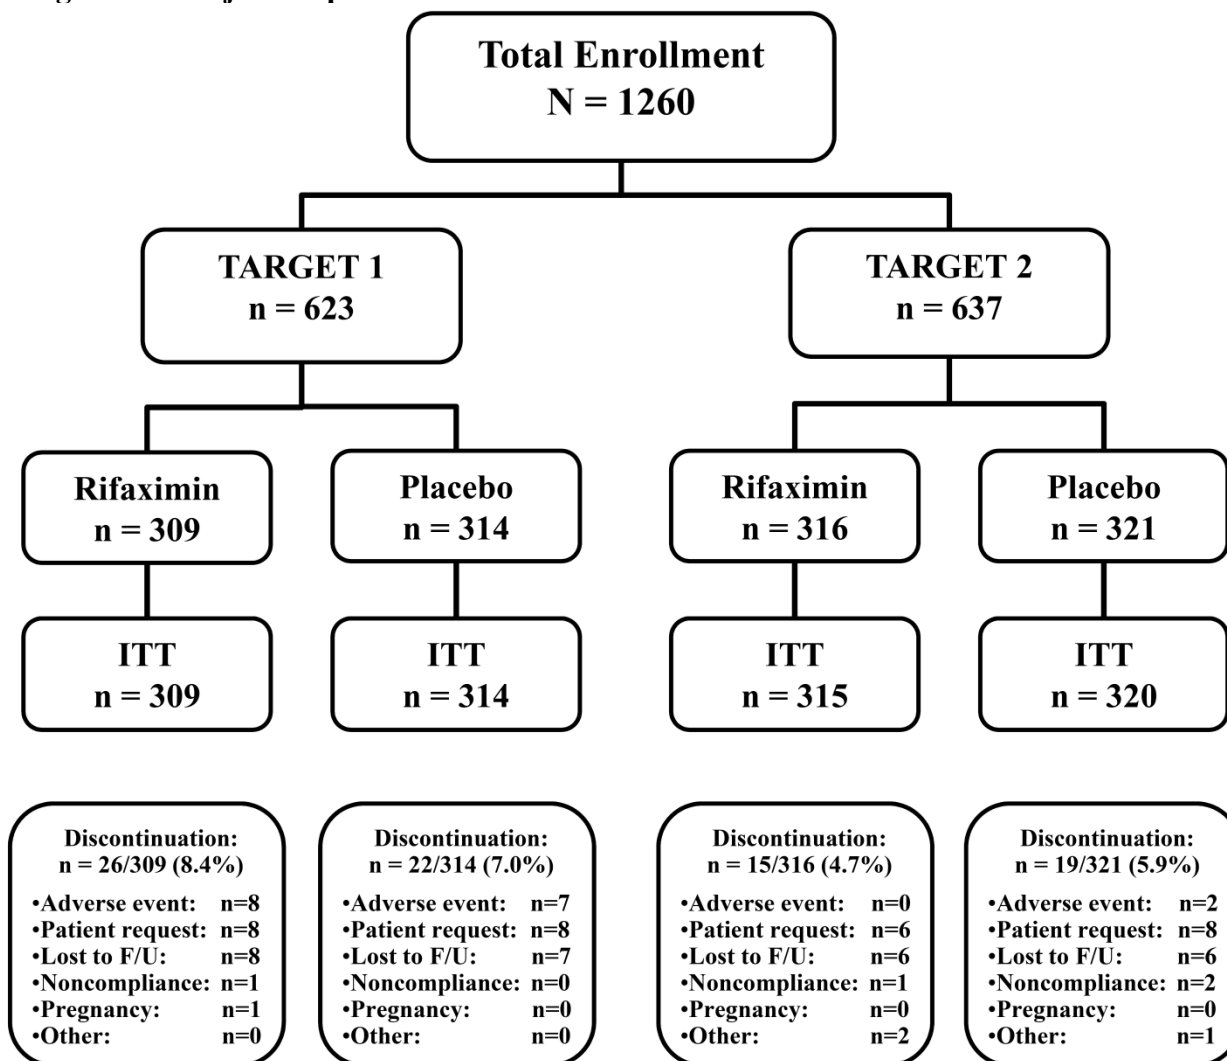 Total Enrollment
N = 1260
TARGET 1
n = 623
TARGET 2
n = 637
Rifaximin
n = 309
Placebo
n = 314
Rifaximin
n = 316
Placebo
n = 321
ITT
n = 309
ITT
n = 314
ITT
n = 315
ITT
n = 320
Discontinuation:
n = 26/309 (8.4%)
•Adverse event: n=8
•Patient request: n=8
•Lost to F/U: n=8
•Noncompliance: n=1
•Pregnancy: n=1
•Other: n=0
Discontinuation:
n = 22/314 (7.0%)
•Adverse event: n=7
•Patient request: n=8
•Lost to F/U: n=7
•Noncompliance: n=0
•Pregnancy: n=0
•Other: n=0
Discontinuation:
n = 15/316 (4.7%)
•Adverse event: n=0
•Patient request: n=6
•Lost to F/U: n=6
•Noncompliance: n=1
•Pregnancy: n=0
•Other: n=2
Discontinuation:
n = 19/321 (5.9%)
•Adverse event: n=2
•Patient request: n=8
•Lost to F/U: n=6
•Noncompliance: n=2
•Pregnancy: n=0
•Other: n=1